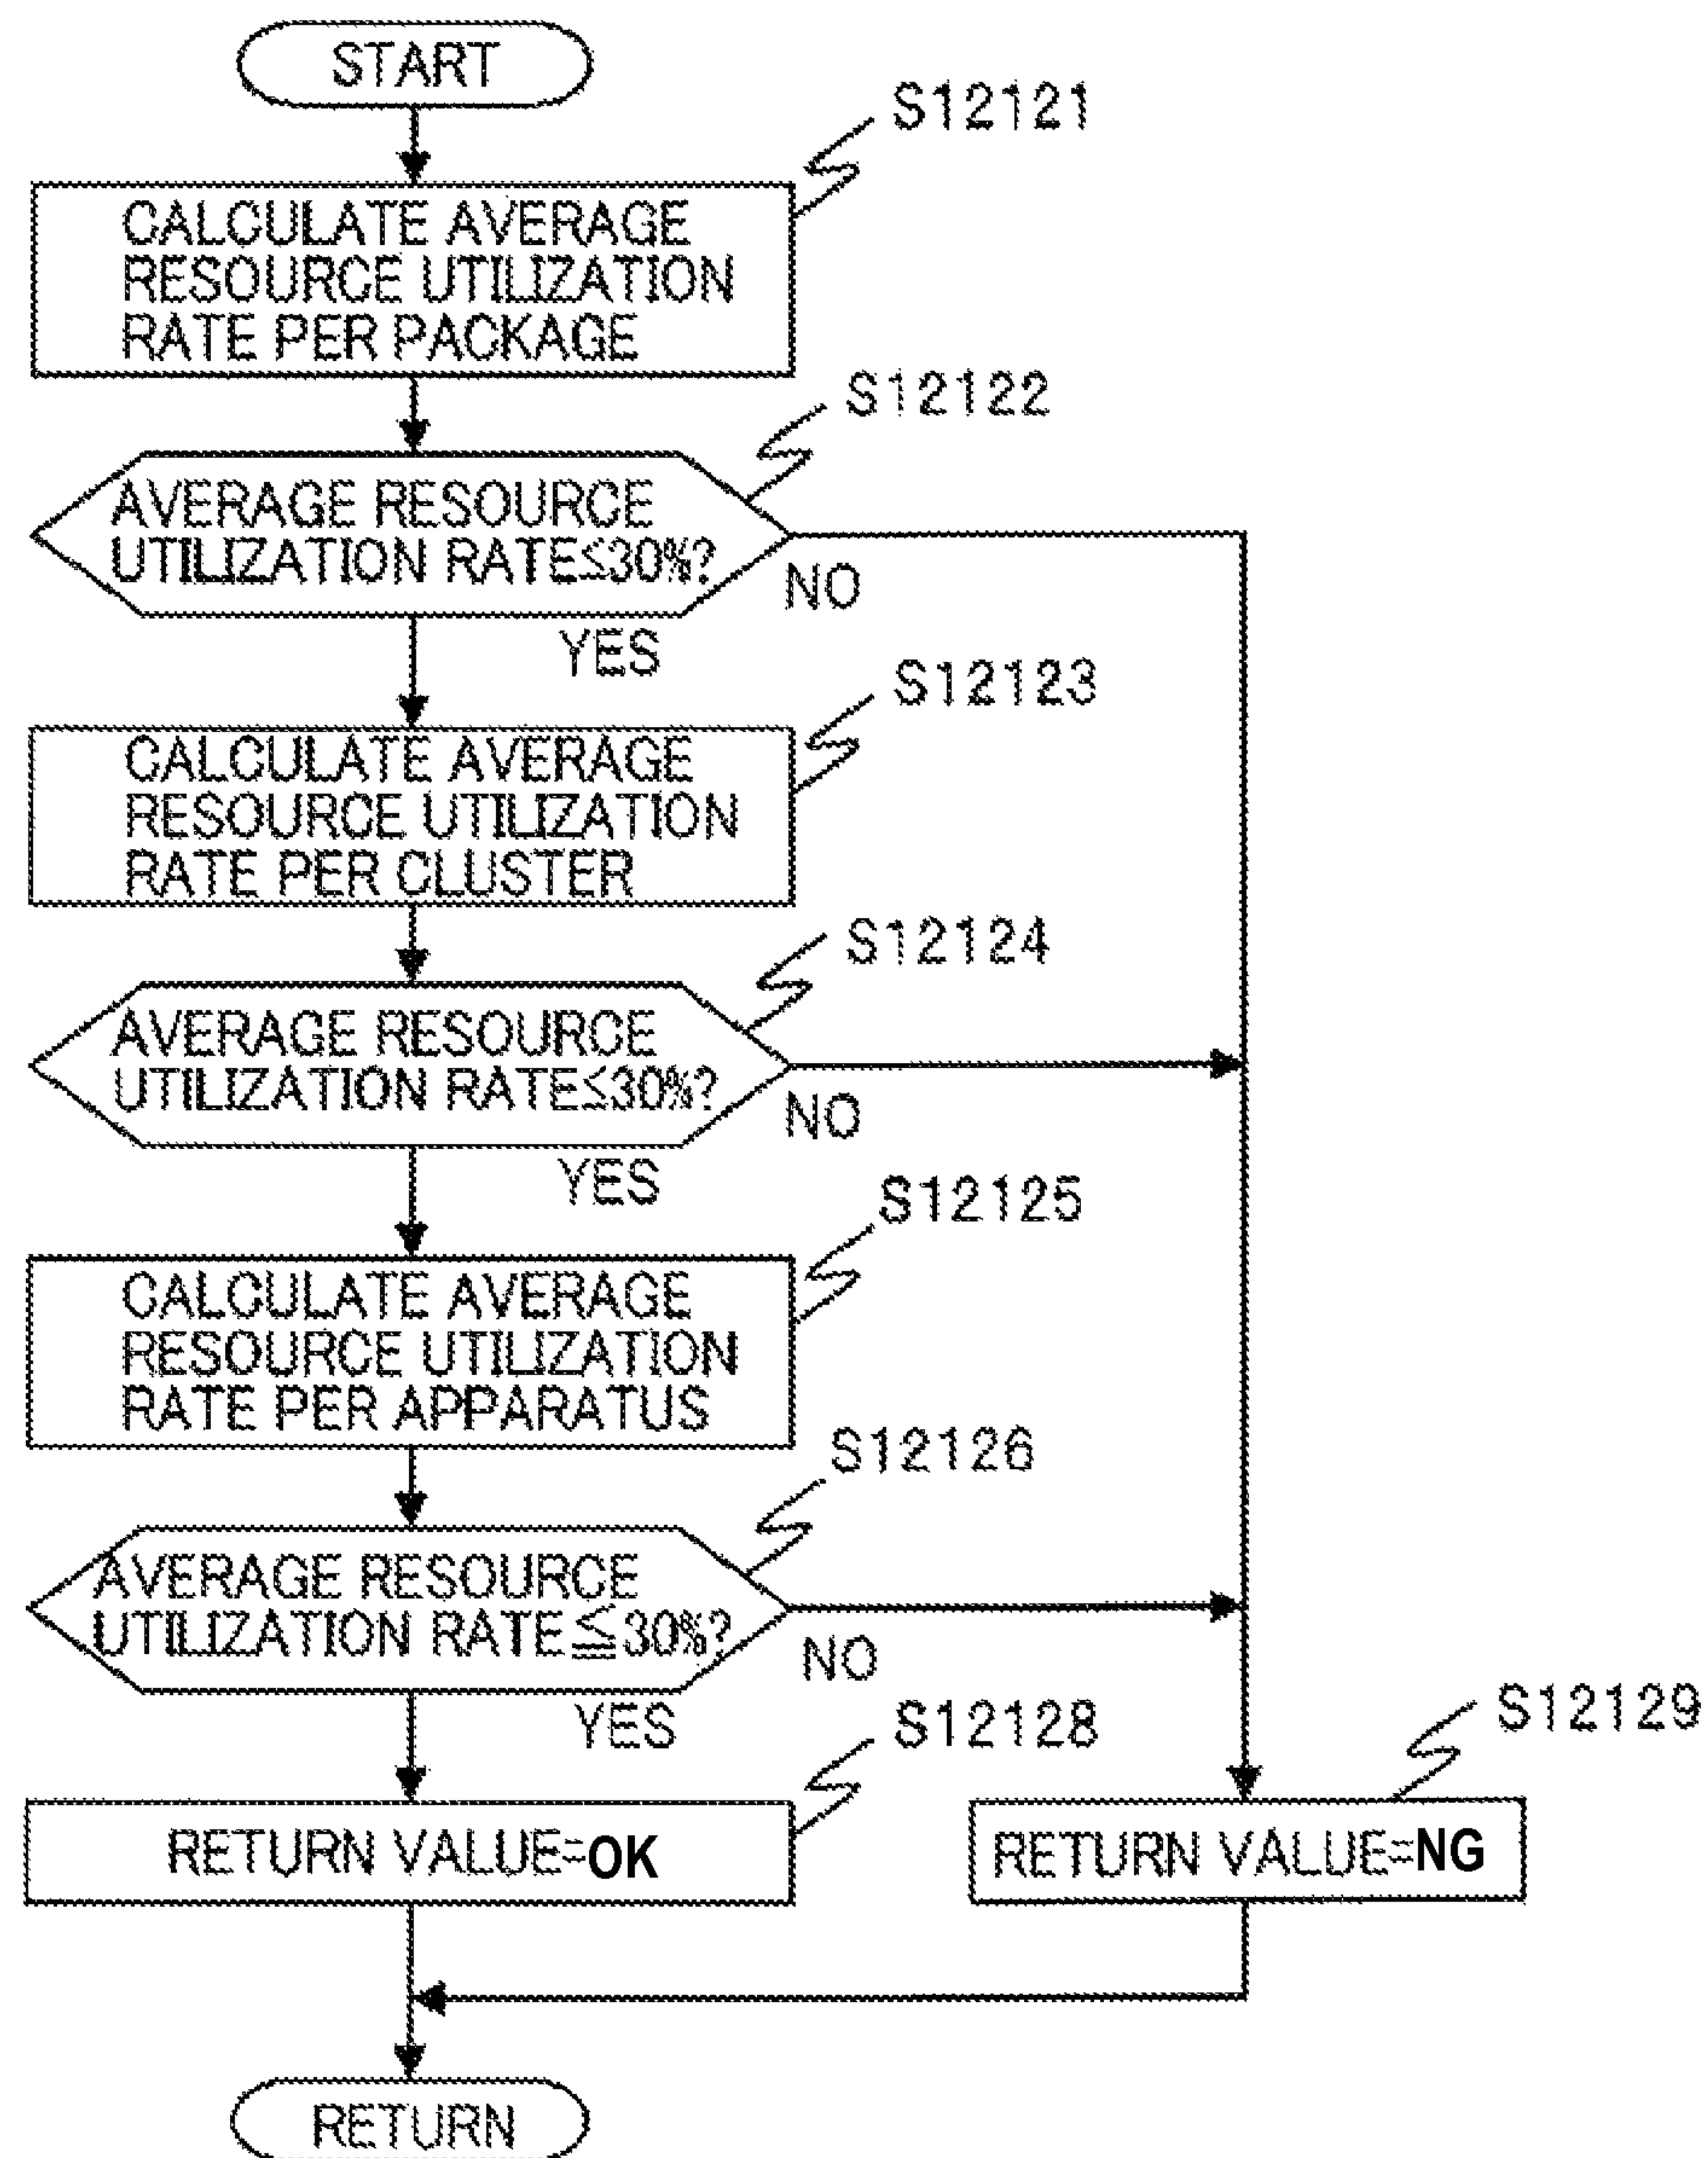 START
S12121
CALCULATE AVERAGE
RESOURCE UTILIZATION
RATE PER PACKAGE
S12122
AVERAGE RESOURCE
UTILIZATION RATE≦30%?
NO
YES
S12123
CALCULATE AVERAGE
RESOURCE UTILIZATION
RATE PER CLUSTER
S12124
AVERAGE RESOURCE
UTILIZATION RATE≦30%?
NO
YES
S12125
CALCULATE AVERAGE
RESOURCE UTILIZATION
RATE PER APPARATUS
S12126
AVERAGE RESOURCE
UTILIZATION RATE≦30%?
NO
YES
S12128
S12129
RETURN VALUE=OK
RETURN VALUE=NG
RETURN